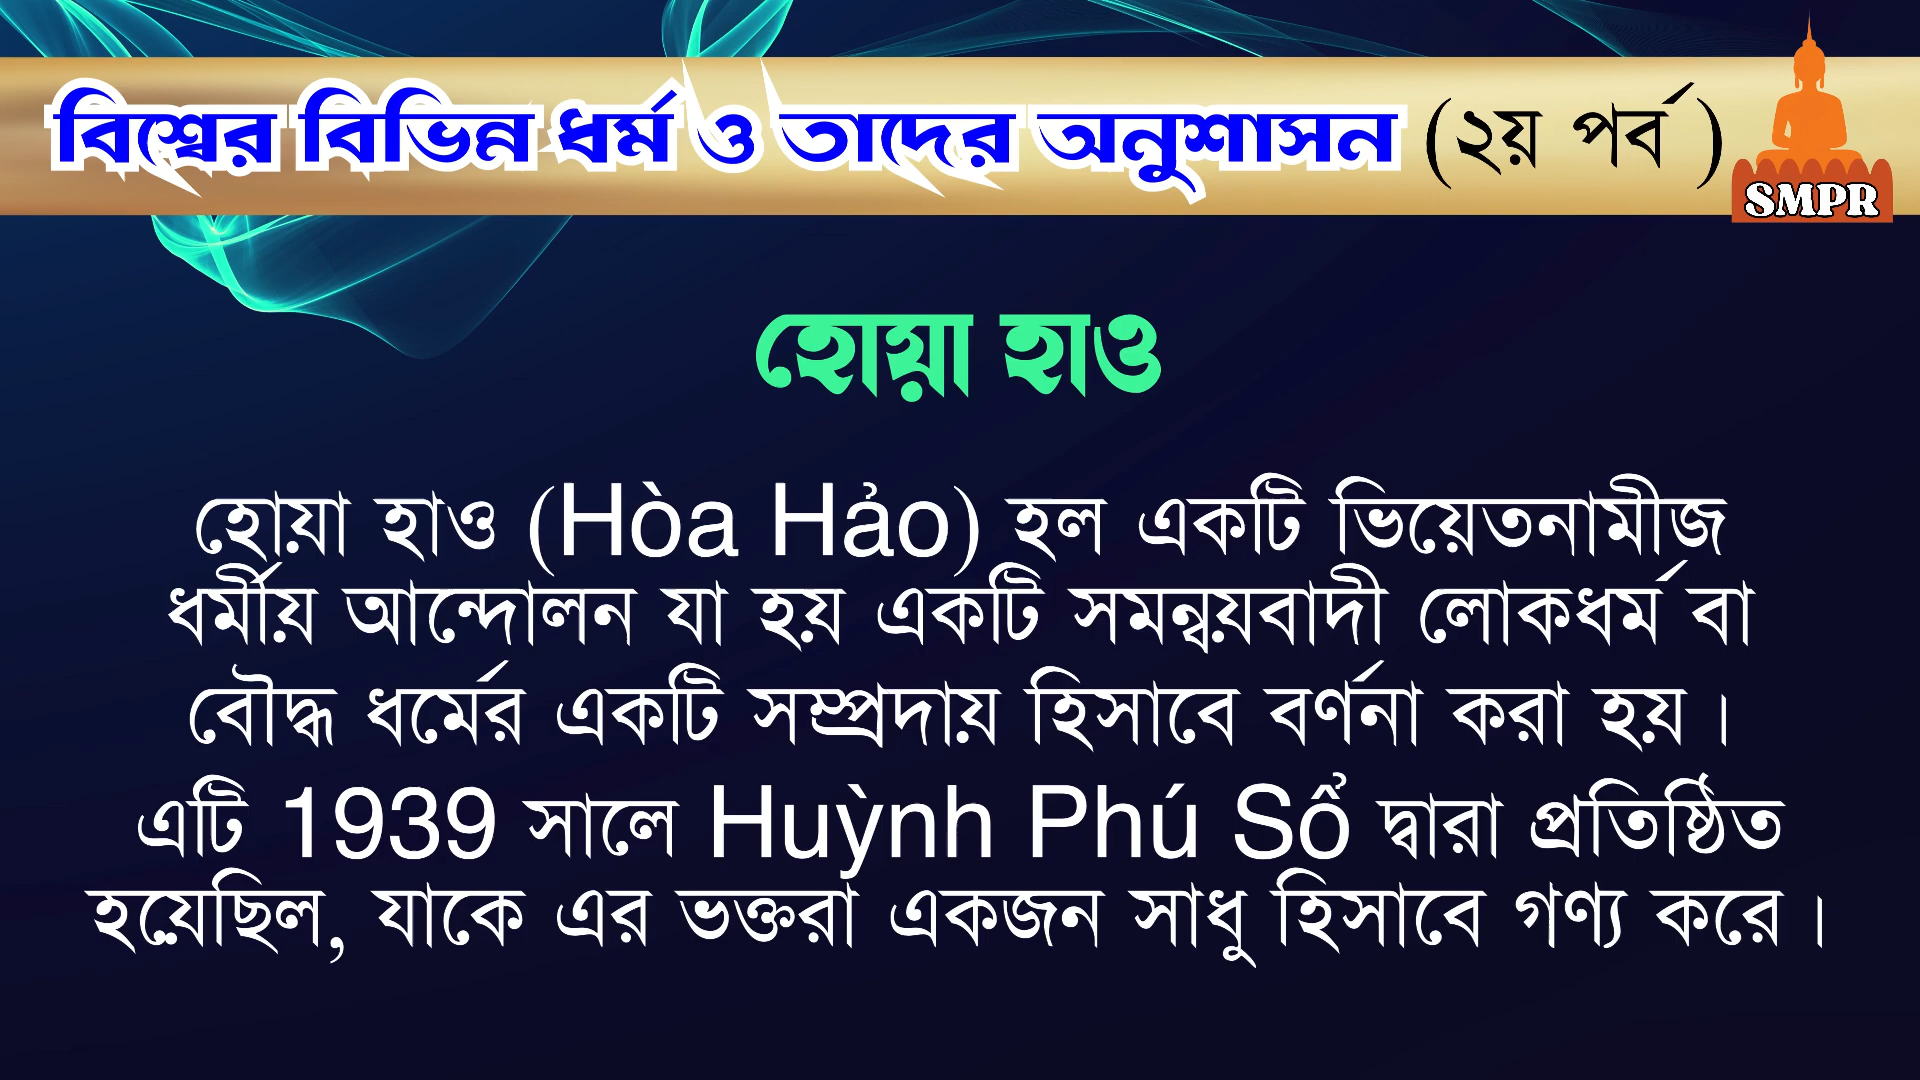 বিশ্বের বিভিন্ন ধর্ম ও তাদের অনুশাসন (২য় পর্ব )
SMPR
হোয়া হাও
হোয়া হাও (Hòa Hảo) হল একটি ভিয়েতনামীজ
ধর্মীয় আন্দোলন যা হয় একটি সমন্বয়বাদী লোকধর্ম বা
বৌদ্ধ ধর্মের একটি সম্প্রদায় হিসাবে বর্ণনা করা হয়।
এটি 1939 সালে Huỳnh Phú Sổ দ্বারা প্রতিষ্ঠিত
হয়েছিল, যাকে এর ভক্তরা একজন সাধু হিসাবে গণ্য করে।